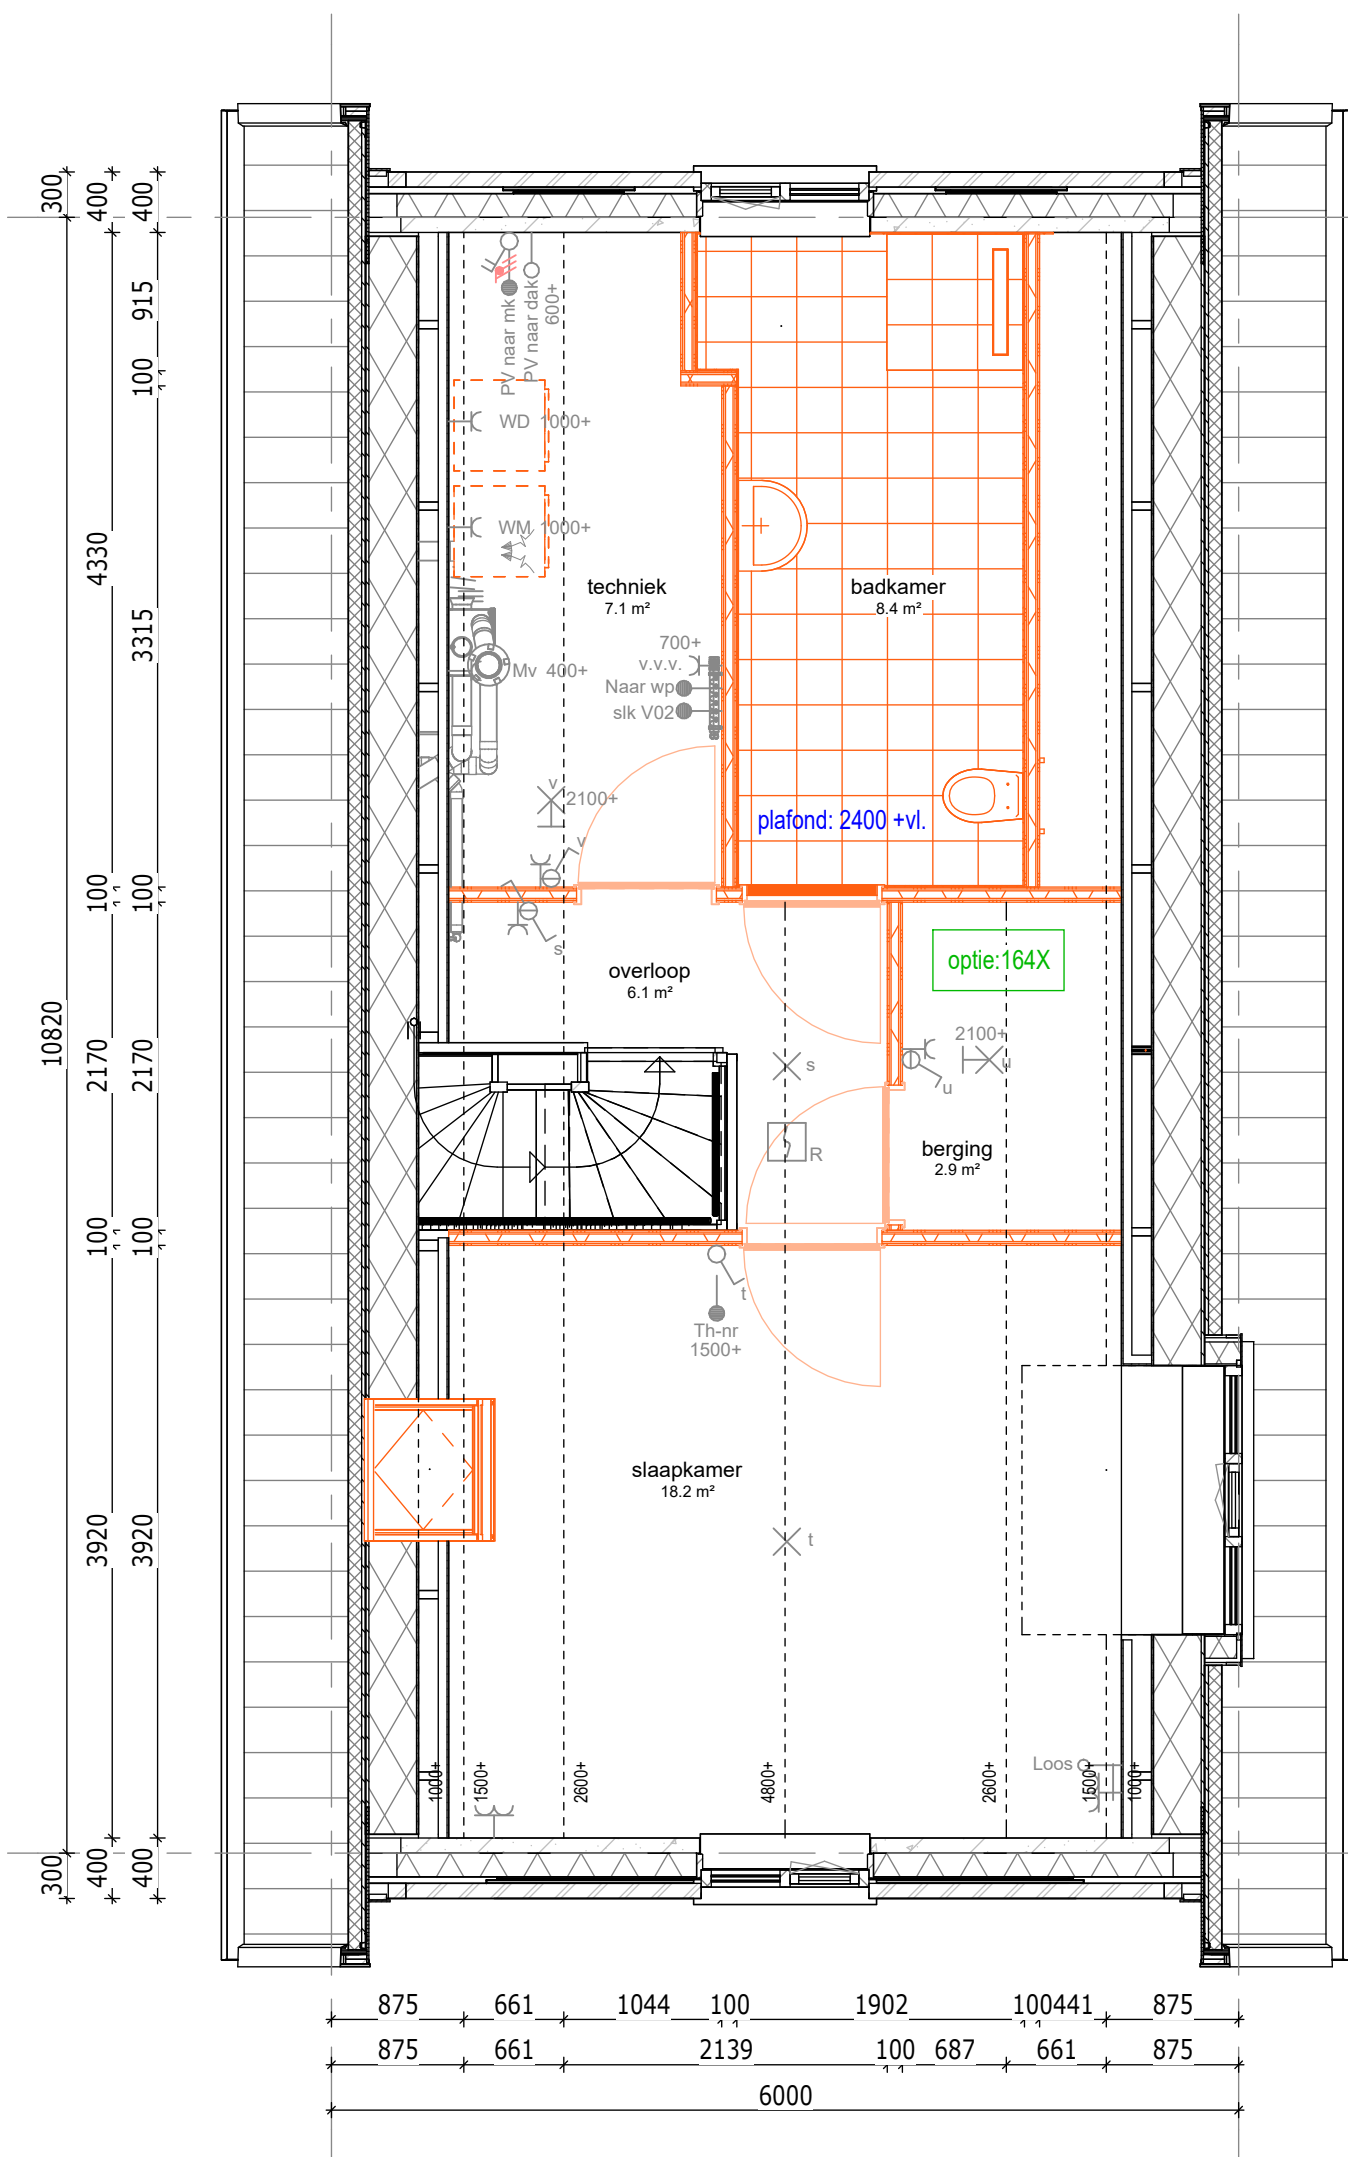 300
400
400
915
100
4330
3315
100
100
10820
2170
2170
100
100
3920
3920
300
400
400
PV naar mk
PV naar dak
600+
WD 1000+
WM 1000+
techniek
7.1 m²
badkamer
8.4 m²
700+
v.v.v.
Mv 400+
Naar wp
slk V02
v
2100+
plafond: 2400 +vl.
v
s
overloop
6.1 m²
optie:164X
2100+
s
u
u
R
berging
2.9 m²
t
Th-nr
1500+
slaapkamer
18.2 m²
t
Loos
1000+
1500+
2600+
4800+
2600+
1500+
1000+
875 661 1044 100 1902 100 441 875
875 661 2139 100 687 661 875
6000